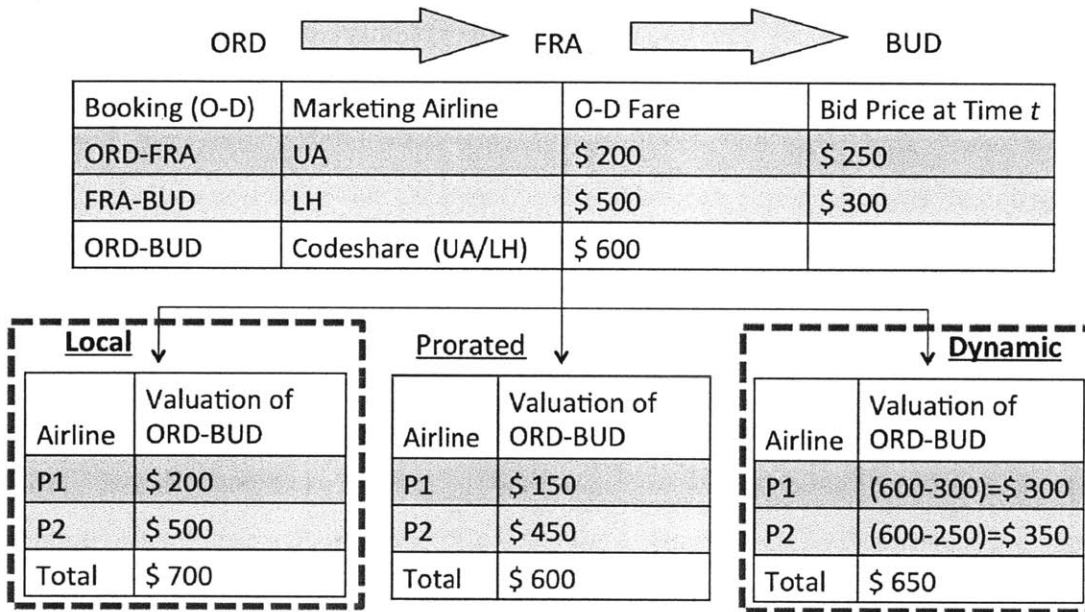 ORD FRA BUD
Booking (O-D) Marketing Airline O-D Fare Bid Price at Time t
ORD-FRA UA $ 200 $ 250
FRA-BUD LH $ 500 $ 300
ORD-BUD Codeshare (UA/LH) $ 600
Local
Airline Valuation of ORD-BUD
P1 $ 200
P2 $ 500
Total $ 700
Prorated
Airline Valuation of ORD-BUD
P1 $ 150
P2 $ 450
Total $ 600
Dynamic
Airline Valuation of ORD-BUD
P1 (600-300)=$ 300
P2 (600-250)=$ 350
Total $ 650